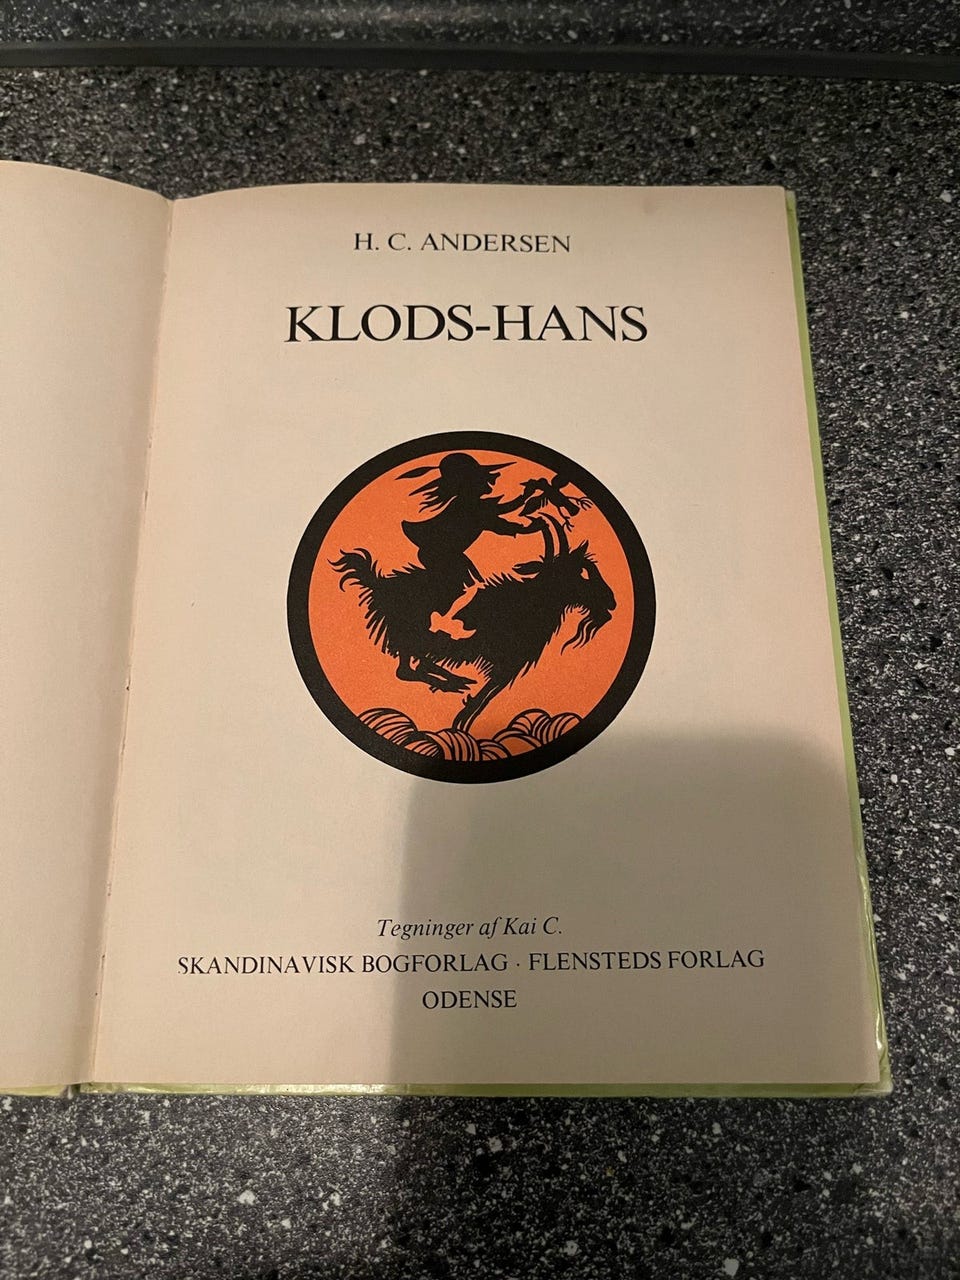 H. C. ANDERSEN
KLODS-HANS
Tegninger af Kai C.
SKANDINAVISK BOGFORLAG · FLENSTEDS FORLAG
ODENSE